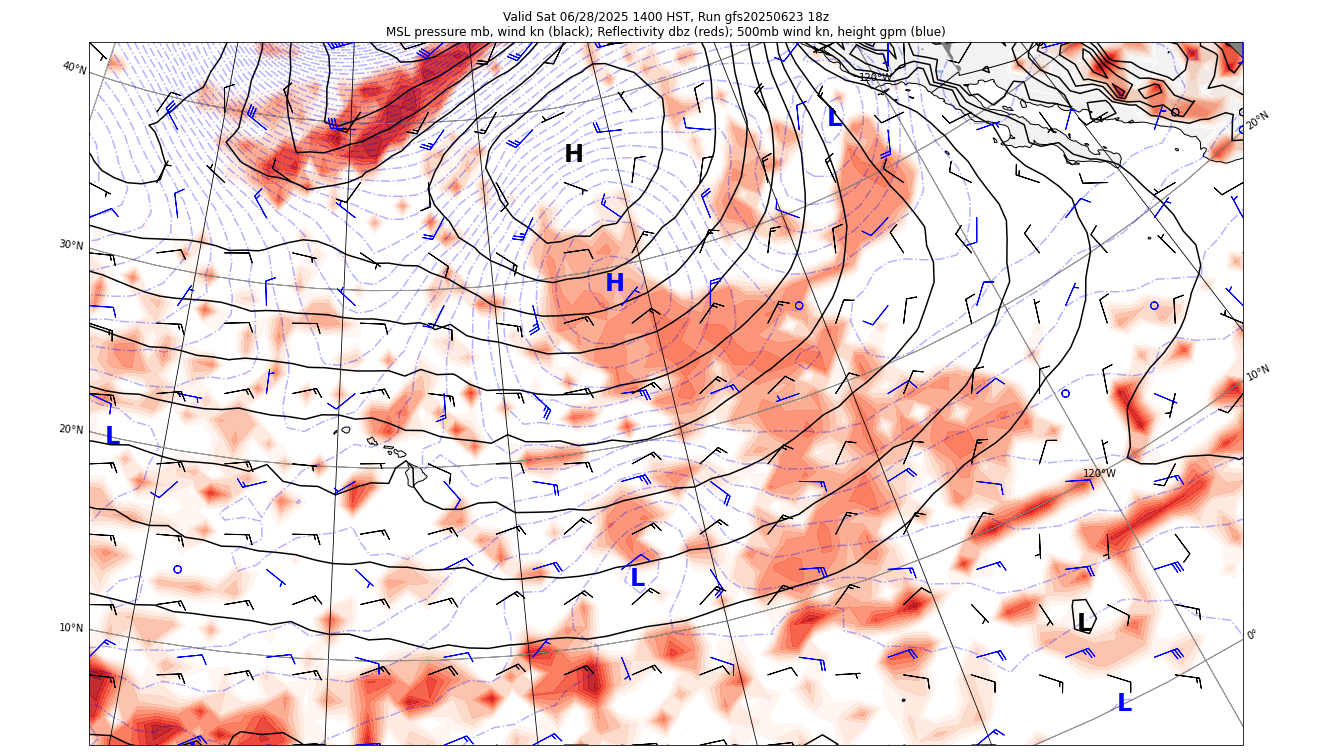 Valid Sat 06/28/2025 1400 HST, Run gfs20250623 18z
MSL pressure mb, wind kn (black); Reflectivity dbz (reds); 500mb wind kn, height gpm (blue)
40°N
120°W
L
20°N
H
30°N
H
10°N
20°N
L
120°W
L
10°N
L
0°
L